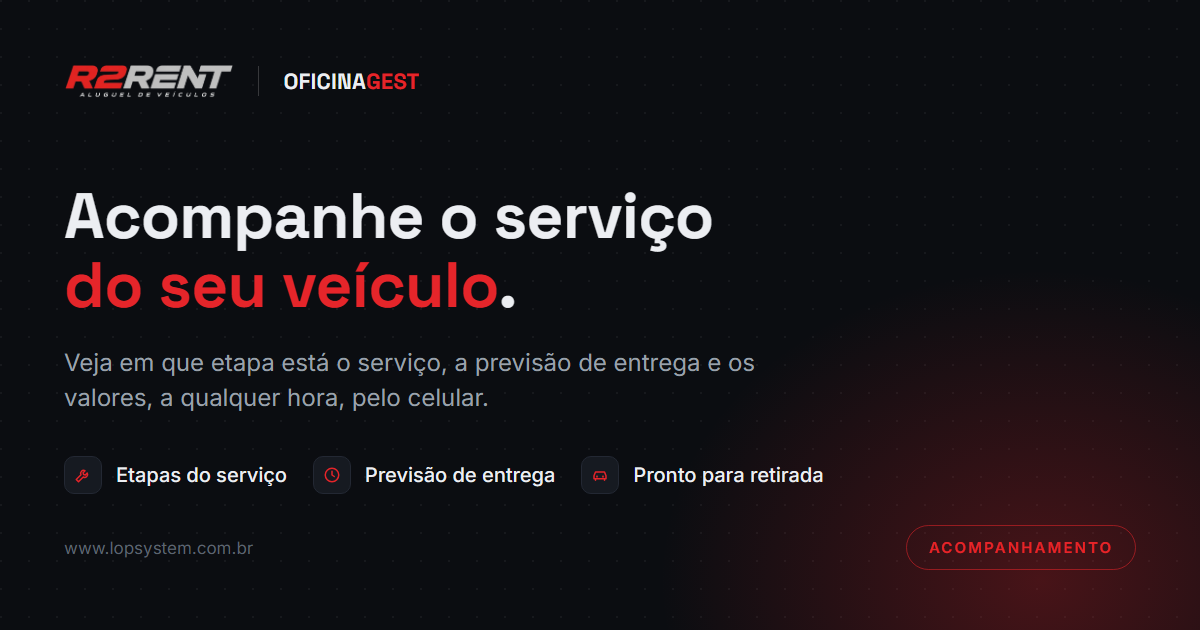 R2RENT
ALUGUEL DE VEÍCULOS
OFICINAGEST
Acompanhe o serviço
do seu veículo.
Veja em que etapa está o serviço, a previsão de entrega e os
valores, a qualquer hora, pelo celular.
Etapas do serviço
Previsão de entrega
Pronto para retirada
www.lopsystem.com.br
ACOMPANHAMENTO